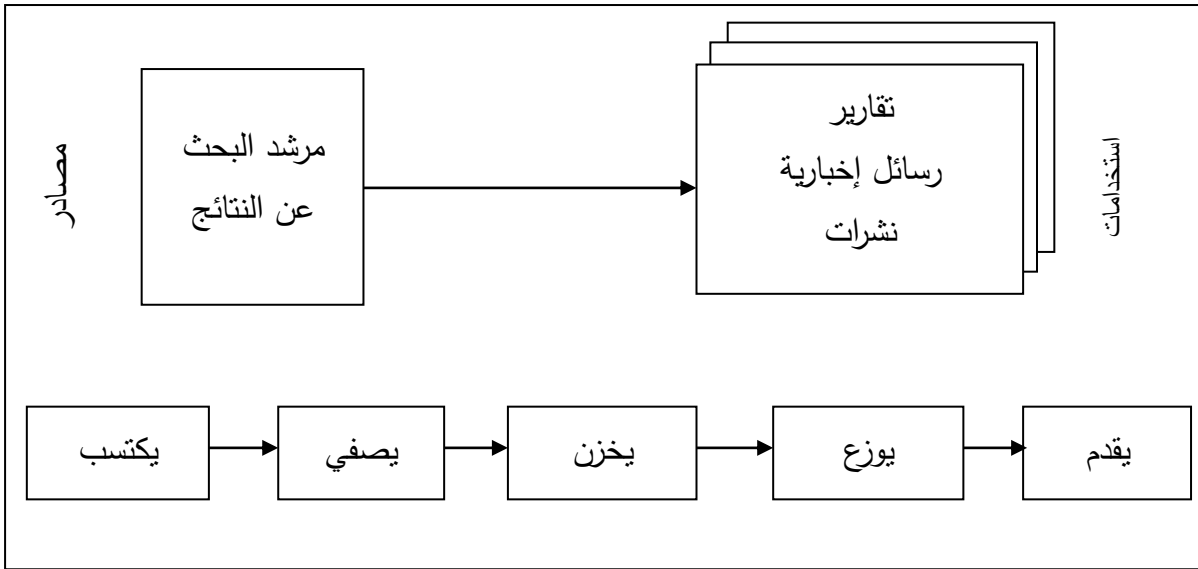 مصادر
مرشد البحث
عن النتائج
تقارير
رسائل إخبارية
نشرات
استخدامات
يكتسب
يصفي
يخزن
يوزع
يقدم